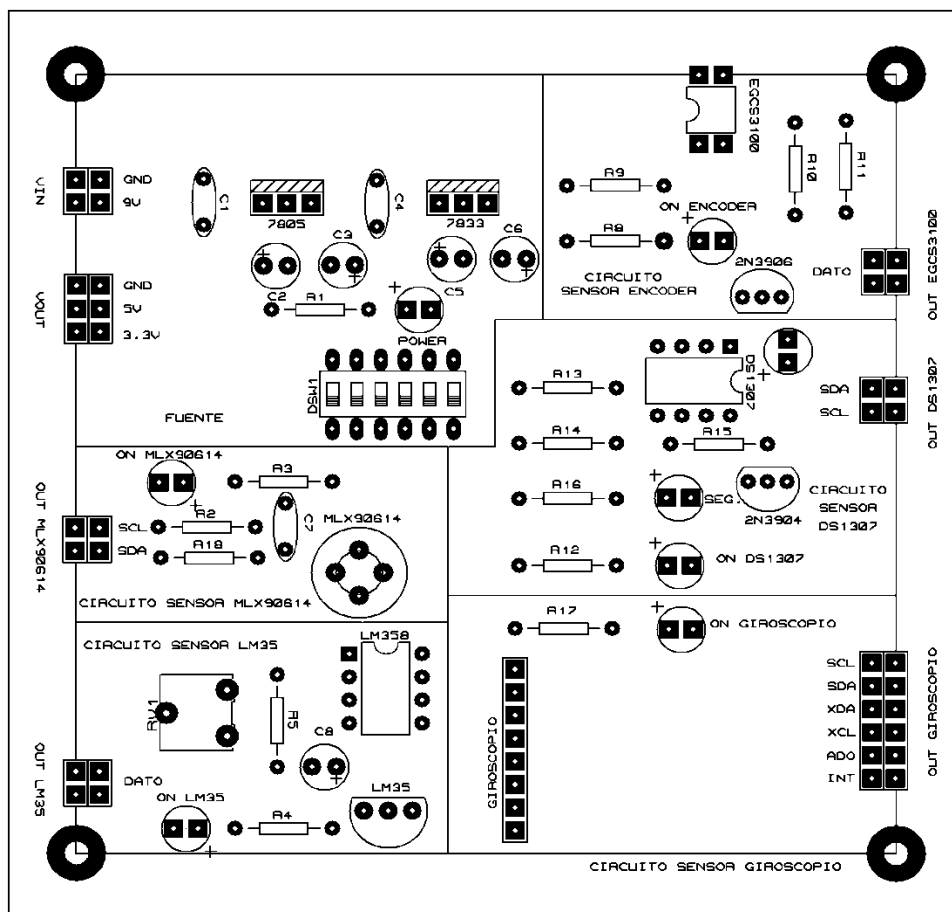 VIN
GND
9V
C1
7805
C4
7833
C3
C2
R1
C6
C5
POWER
VOUT
GND
5V
3.3V
DSW1
FUENTE
EGCS3100
R10
R11
R9
R8
ON ENCODER
2N3906
CIRCUITO
SENSOR ENCODER
DATO
OUT EGCS3100
R13
R14
R16
R12
DS1307
R15
SEG.
2N3904
ON DS1307
CIRCUITO
SENSOR
DS1307
SDA
SCL
OUT DS1307
ON MLX90614
R3
R2
R18
C7
MLX90614
SCL
SDA
OUT MLX90614
CIRCUITO SENSOR MLX90614
CIRCUITO SENSOR LM35
LM358
RV1
R5
C8
LM35
DATO
ON LM35
R4
OUT LM35
R17
ON GIROSCOPIO
GIROSCOPIO
SCL
SDA
XDA
XCL
ADO
INT
OUT GIROSCOPIO
CIRCUITO SENSOR GIROSCOPIO